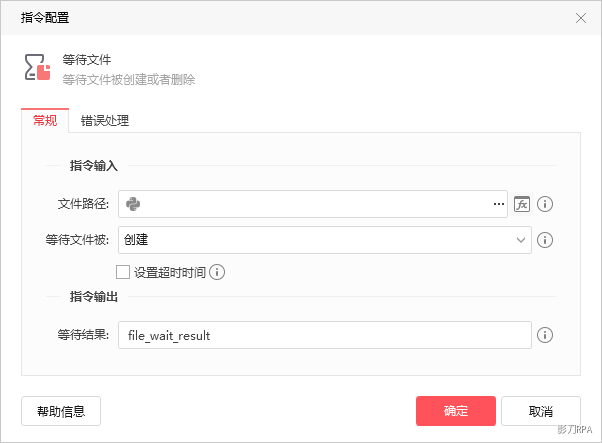 指令配置
等待文件
等待文件被创建或者删除
常规
错误处理
指令输入
文件路径:
等待文件被:
创建
设置超时时间
指令输出
等待结果:
file_wait_result
帮助信息
确定
取消
影刀RPA